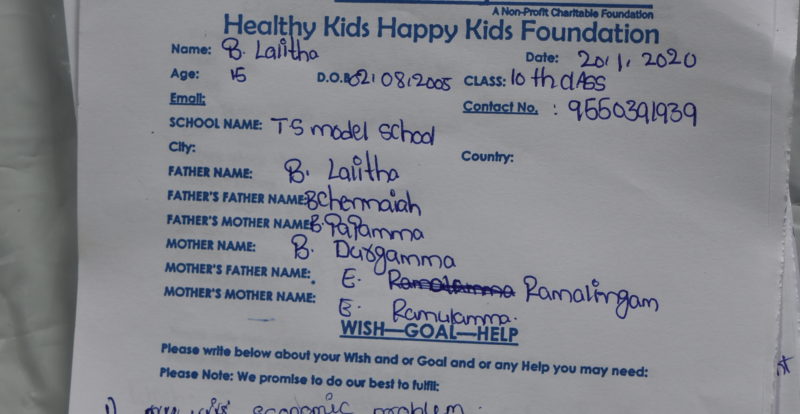 A Non-Profit Charitable Foundation
Healthy Kids Happy Kids Foundation
Name: B. Lalitha Date: 20/1/2020
Age: 15 D.O.B 02/08/2005 CLASS: 10th class
Email: Contact No. : 9550391939
SCHOOL NAME: TS model school
City: Country:
FATHER NAME: B. Lalitha
FATHER'S FATHER NAME: B Chennaiah
FATHER'S MOTHER NAME: B. Papamma
MOTHER NAME: B. Durgamma
MOTHER'S FATHER NAME: E. Ramalingam
MOTHER'S MOTHER NAME: E. Ramulamma.
WISH—GOAL—HELP
Please write below about your Wish and or Goal and or any Help you may need:
Please Note: We promise to do our best to fulfil:
economic problem.